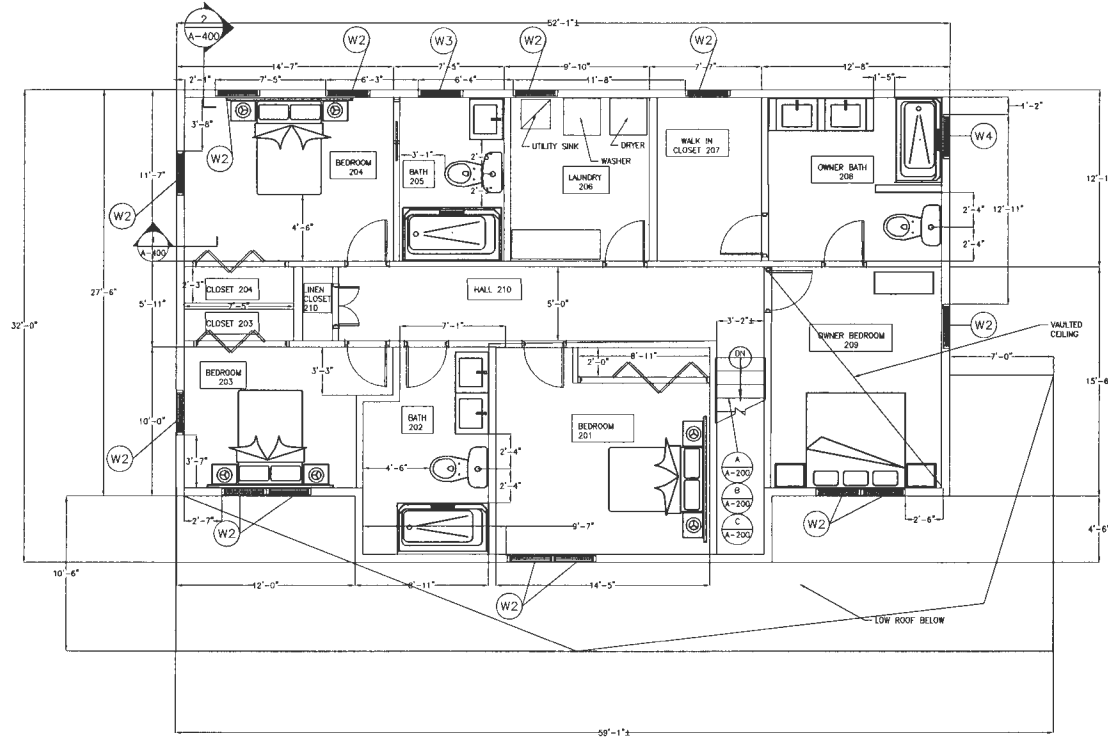 2
A-400
52'-1"±
W2
W3
W2
W2
14'-7"
7'-5"
9'-10"
7'-7"
12'-8"
2'-1"
7'-5"
6'-3"
6'-4"
11'-8"
1'-5"
3'-8"
1'-2"
UTILITY SINK
DRYER
WASHER
WALK IN
CLOSET 207
W4
W2
BEDROOM
204
3'-1"
BATH
205
LAUNDRY
206
OWNER BATH
208
11'-7"
12'-1
W2
4'-6"
2'-4"
12'-11"
2'-4"
1
A-400
27'-6"
5'-11"
2'-3"
CLOSET 204
7'-5"
CLOSET 203
LINEN
CLOSET
210
HALL 210
5'-0"
3'-2"
32'-0"
7'-1"
OWNER BEDROOM
209
W2
VAULTED
CEILING
DN
8'-11"
2'-0"
7'-0"
BEDROOM
203
3'-3"
15'-6
10'-0"
BATH
202
BEDROOM
201
W2
3'-7"
4'-6"
2'-4"
2'-4"
A
A-200
B
A-200
C
A-200
2'-7"
W2
9'-7"
W2
2'-6"
4'-6
10'-6"
12'-0"
8'-11"
14'-5"
W2
LOW ROOF BELOW
59'-1"±